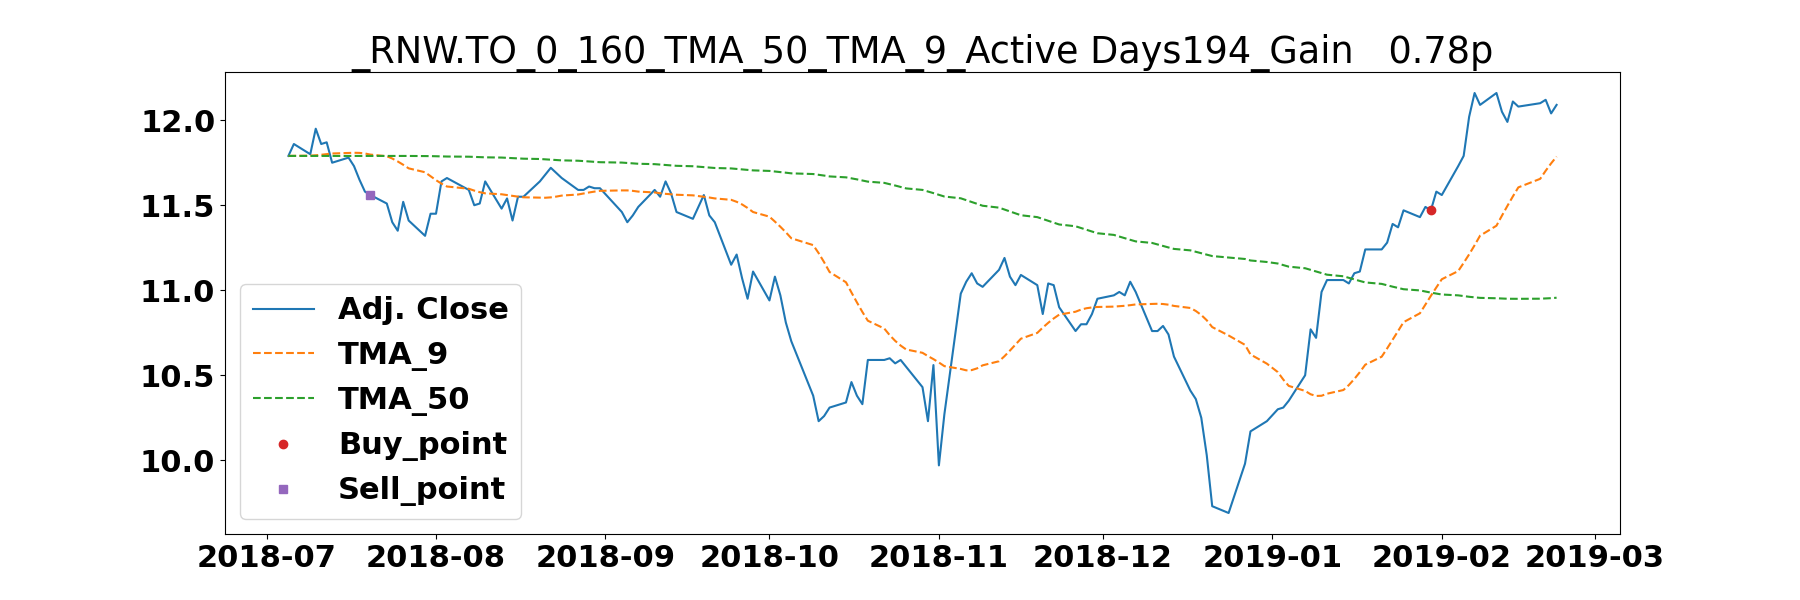 _RNW.TO_0_160_TMA_50_TMA_9_Active Days194_Gain   0.78p
12.0
11.5
11.0
10.5
10.0
Adj. Close
TMA_9
TMA_50
Buy_point
Sell_point
2018-07 2018-08 2018-09 2018-10 2018-11 2018-12 2019-01 2019-02 2019-03